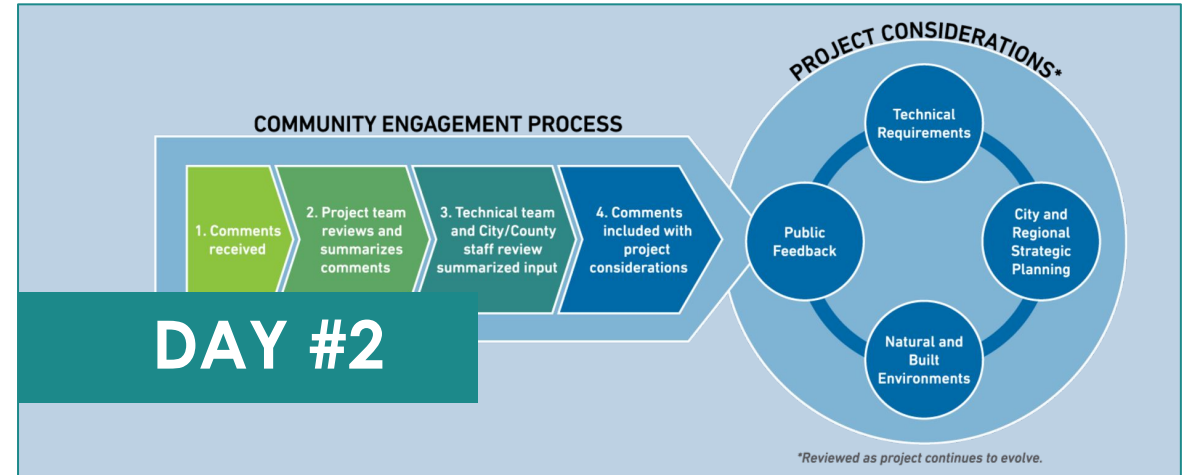 COMMUNITY ENGAGEMENT PROCESS
1. Comments
received
2. Project team
reviews and
summarizes
comments
3. Technical team
and City/County
staff review
summarized input
4. Comments
included with
project
considerations
PROJECT CONSIDERATIONS*
Technical
Requirements
Public
Feedback
City and
Regional
Strategic
Planning
Natural and
Built
Environments
DAY #2
*Reviewed as project continues to evolve.